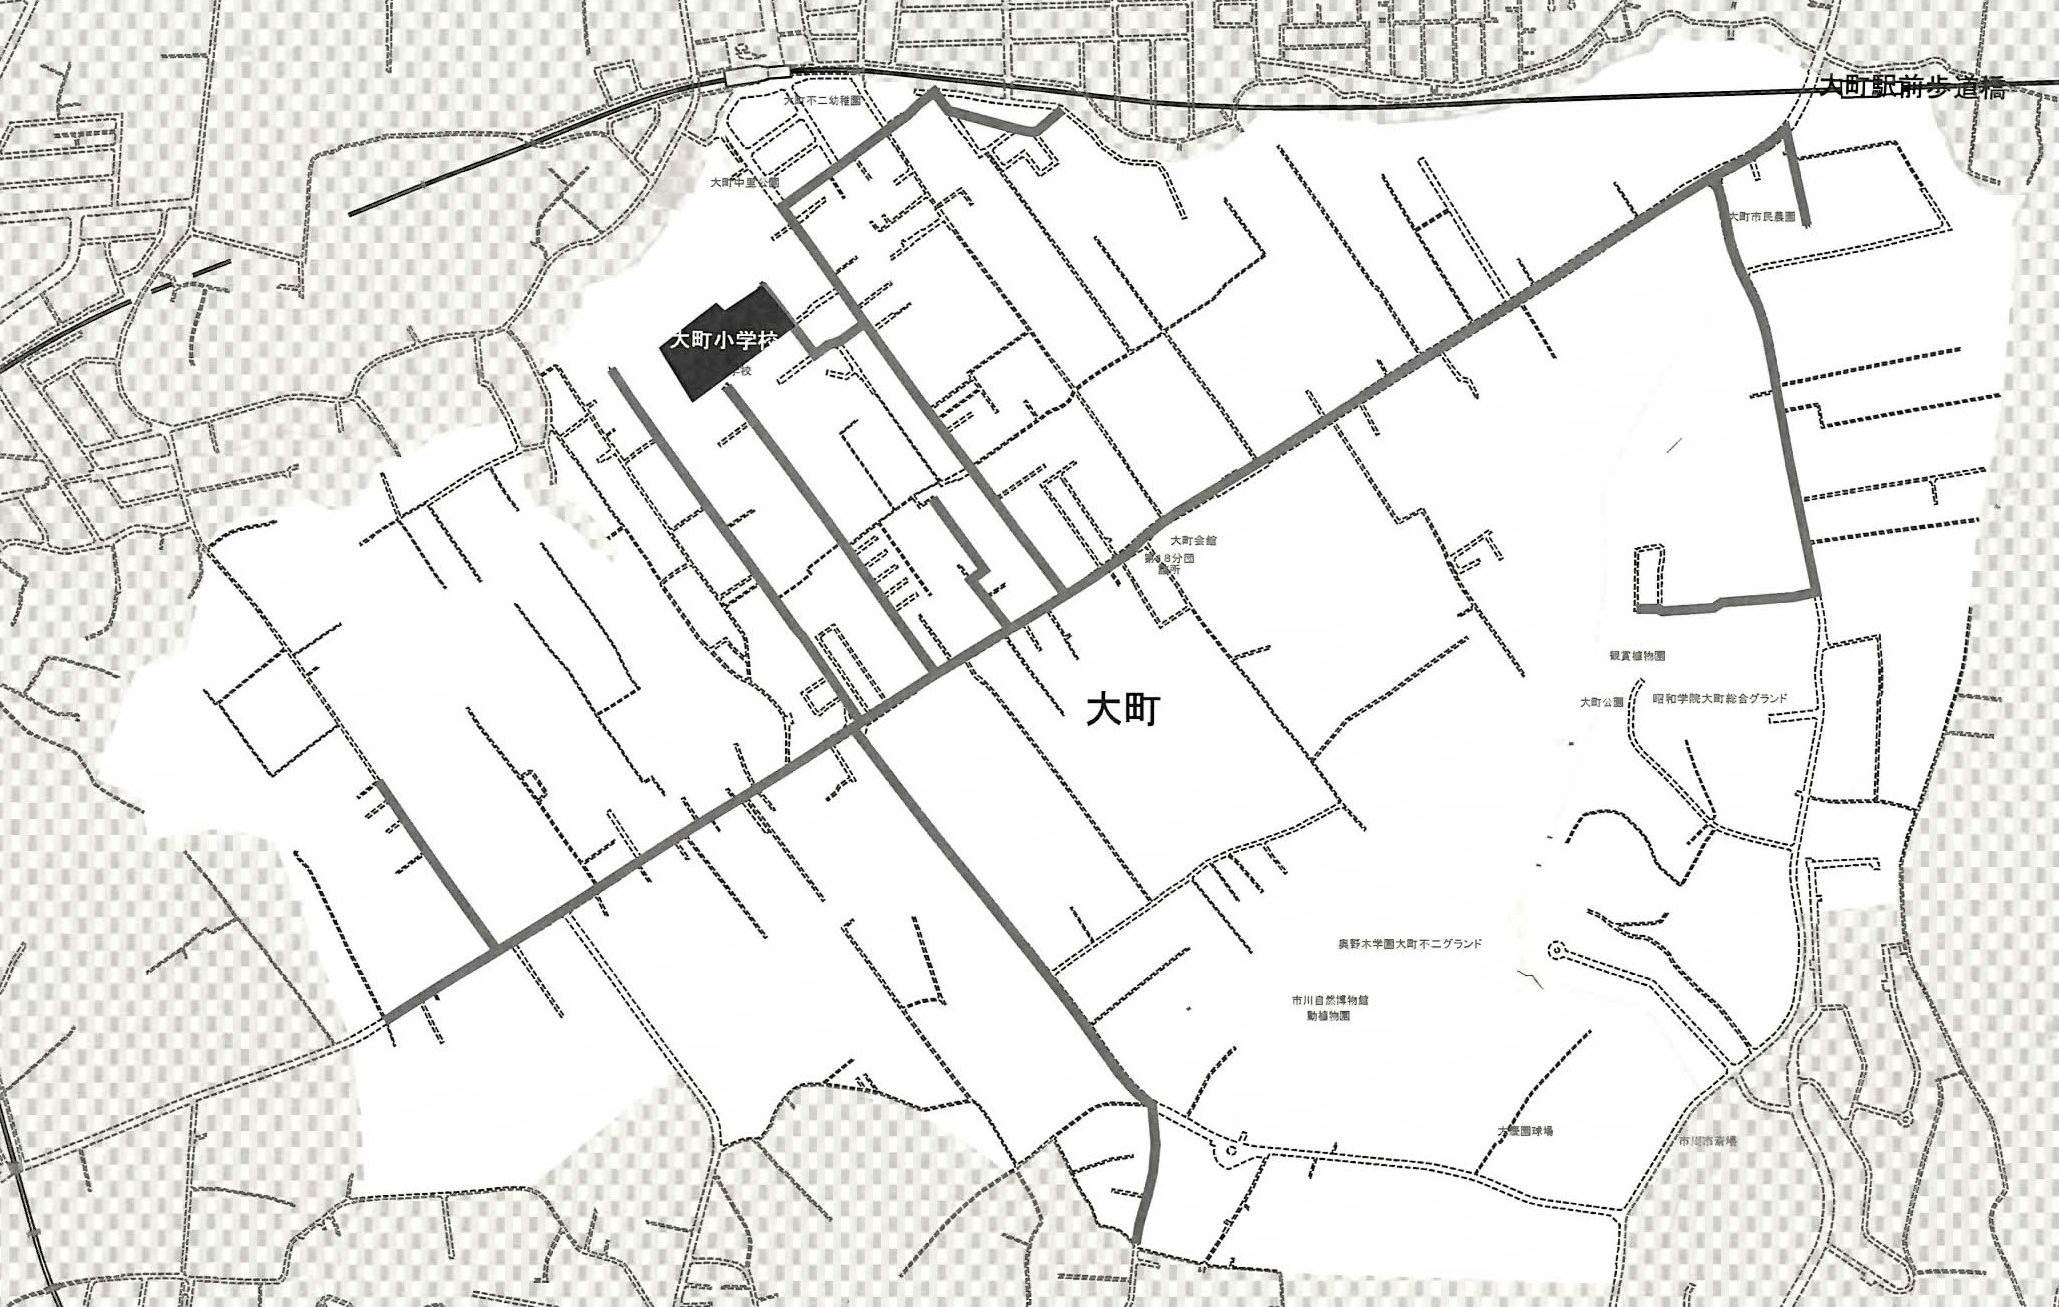 大町駅前歩道橋
大町不二幼稚園
大町中里公園
大町市民農園
大町小学校
大町会館
観賞植物園
大町公園
昭和学院大町総合グランド
大町
奥野木学園大町不二グランド
市川自然博物館
動植物園